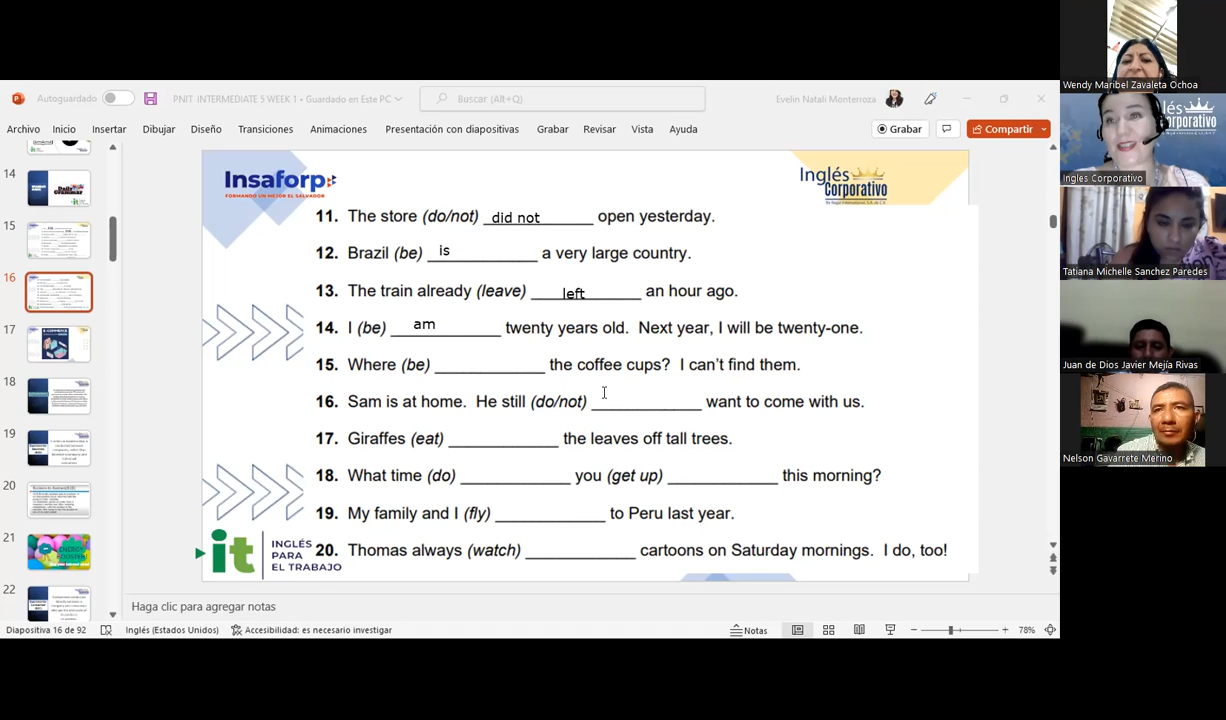 Wendy Maribel Zavaleta Ochoa
Autoguardado
PNIT INTERMEDIATE 5 WEEK 1 • Guardado en Este PC
Buscar (Alt+Q)
Evelin Natali Monterroza
Archivo Inicio Insertar Dibujar Diseño Transiciones Animaciones Presentación con diapositivas Grabar Revisar Vista Ayuda
Grabar
Compartir
Inglés Corporativo
Insaforp
FORMANDO UN MEJOR EL SALVADOR
Inglés
Corporativo
11. The store (do/not) did not open yesterday.
12. Brazil (be) is a very large country.
13. The train already (leave) left an hour ago.
14. I (be) am twenty years old. Next year, I will be twenty-one.
15. Where (be) ____________ the coffee cups? I can't find them.
16. Sam is at home. He still (do/not) ____________ want to come with us.
17. Giraffes (eat) ____________ the leaves off tall trees.
18. What time (do) ____________ you (get up) ____________ this morning?
19. My family and I (fly) ____________ to Peru last year.
20. Thomas always (watch) ____________ cartoons on Saturday mornings. I do, too!
it
INGLÉS
PARA
EL TRABAJO
14
15
16
17
18
19
20
21
22
Tatiana Michelle Sanchez Paredes
Juan de Dios Javier Mejía Rivas
Nelson Gavarrete Merino
Haga clic para agregar notas
Diapositiva 16 de 92
Inglés (Estados Unidos)
Accesibilidad: es necesario investigar
Notas
78%